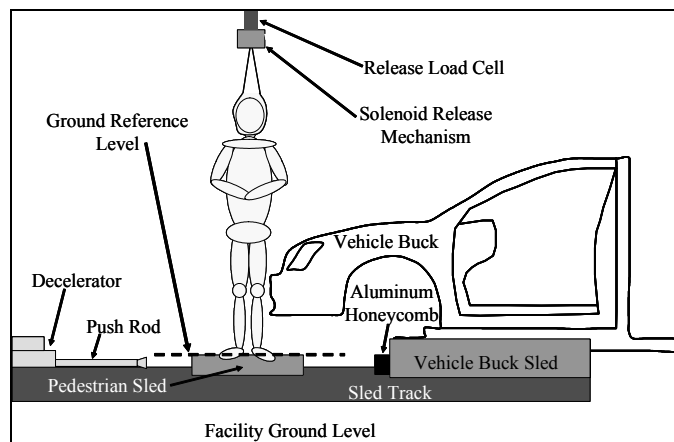 Release Load Cell
Solenoid Release
Mechanism
Ground Reference
Level
Vehicle Buck
Decelerator
Aluminum
Honeycomb
Push Rod
Pedestrian Sled
Vehicle Buck Sled
Sled Track
Facility Ground Level